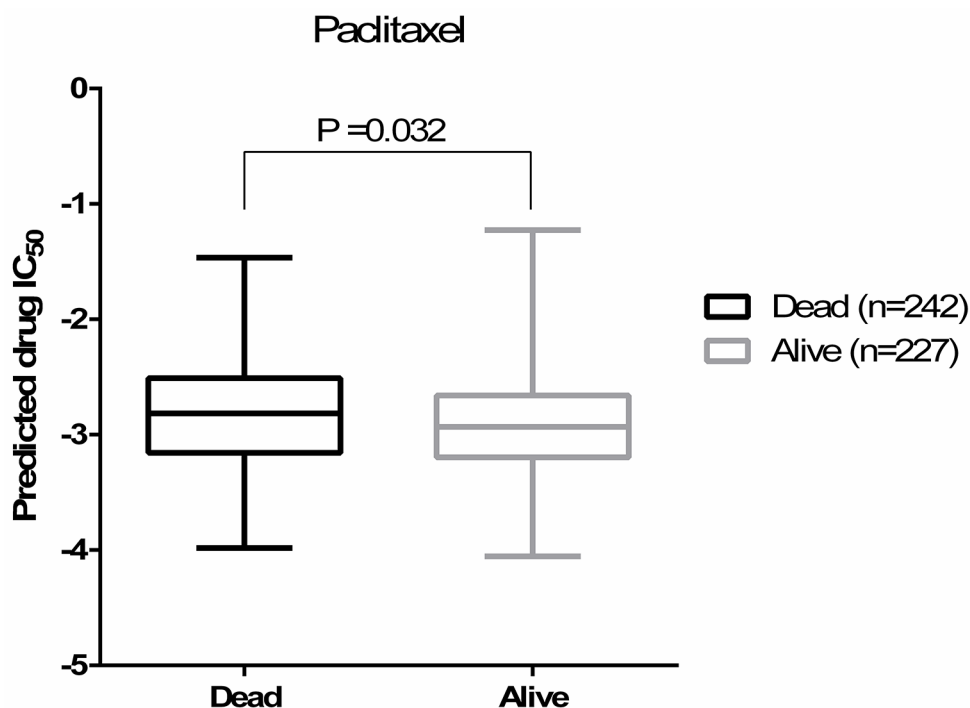 Paclitaxel
0
P =0.032
-1
-2
-3
-4
-5
Predicted drug IC50
Dead (n=242)
Alive (n=227)
Dead
Alive